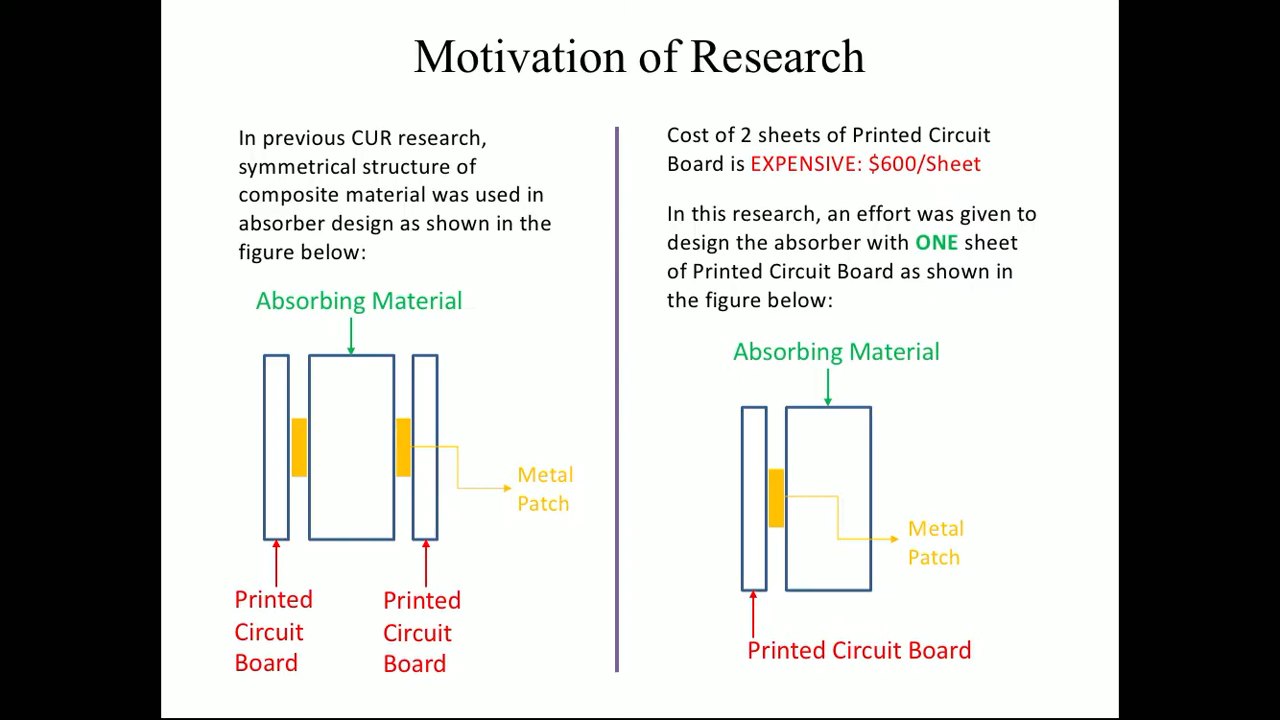 Motivation of Research
In previous CUR research,
symmetrical structure of
composite material was used in
absorber design as shown in the
figure below:
Absorbing Material
Metal
Patch
Printed
Circuit
Board
Printed
Circuit
Board
Cost of 2 sheets of Printed Circuit
Board is EXPENSIVE: $600/Sheet
In this research, an effort was given to
design the absorber with ONE sheet
of Printed Circuit Board as shown in
the figure below:
Absorbing Material
Metal
Patch
Printed Circuit Board